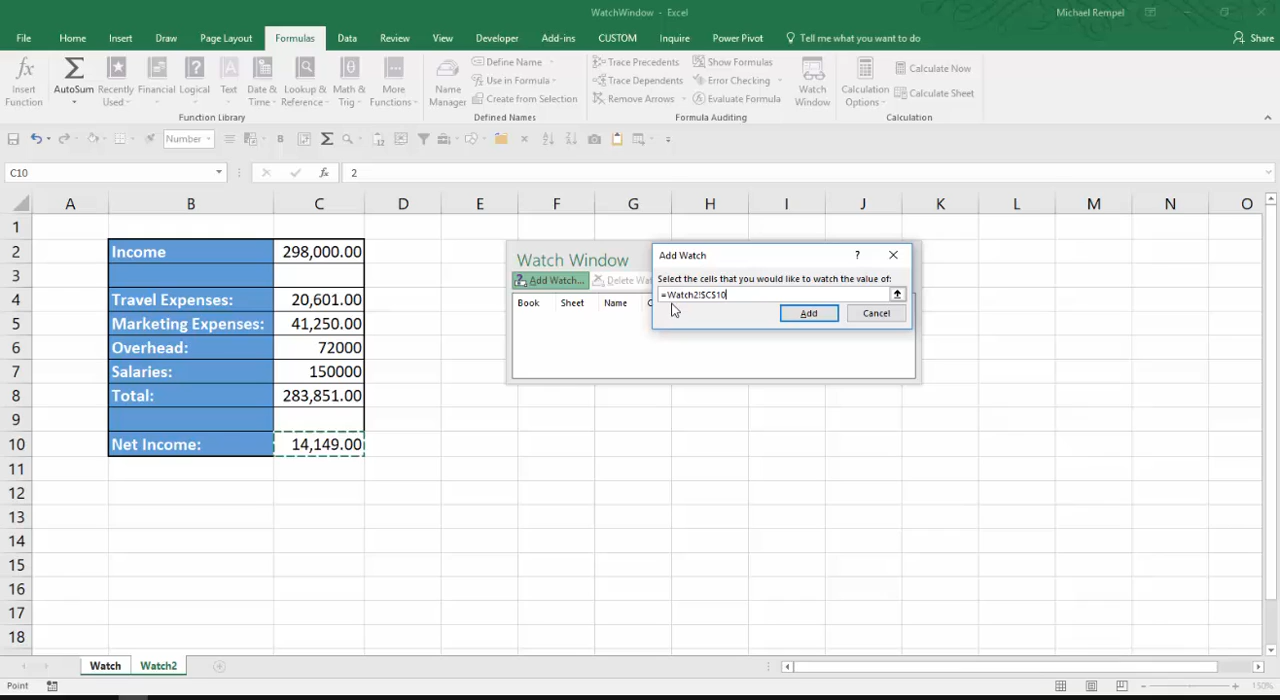 WatchWindow - Excel
Michael Rempel
File Home Insert Draw Page Layout Formulas Data Review View Developer Add-ins CUSTOM Inquire Power Pivot Tell me what you want to do Share
Insert Function
AutoSum
Recently Used
Financial
Logical
Text
Date & Time
Lookup & Reference
Math & Trig
More Functions
Function Library
Name Manager
Define Name
Use in Formula
Create from Selection
Defined Names
Trace Precedents
Trace Dependents
Remove Arrows
Show Formulas
Error Checking
Evaluate Formula
Formula Auditing
Watch Window
Calculation Options
Calculate Now
Calculate Sheet
Calculation
Number
C10 fx 2
A B C D E F G H I J K L M N O
1
2 Income 298,000.00
3
4 Travel Expenses: 20,601.00
5 Marketing Expenses: 41,250.00
6 Overhead: 72000
7 Salaries: 150000
8 Total: 283,851.00
9
10 Net Income: 14,149.00
11
12
13
14
15
16
17
18
Watch Window
Add Watch... Delete Wat
Book Sheet Name C
Add Watch ?
Select the cells that you would like to watch the value of:
=Watch2!$C$10
Add Cancel
Watch Watch2
Point 150%